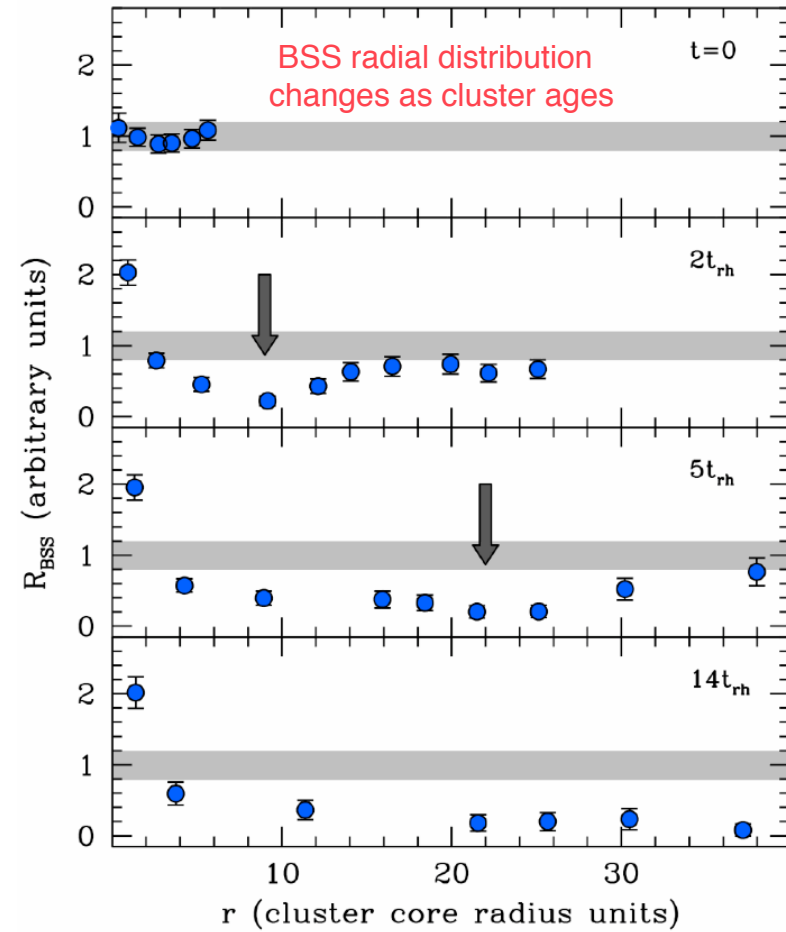 BSS radial distribution
changes as cluster ages
t=0
2
1
0
2t_rh
2
1
0
5t_rh
2
1
0
14t_rh
2
1
0
R_BSS (arbitrary units)
10 20 30
r (cluster core radius units)